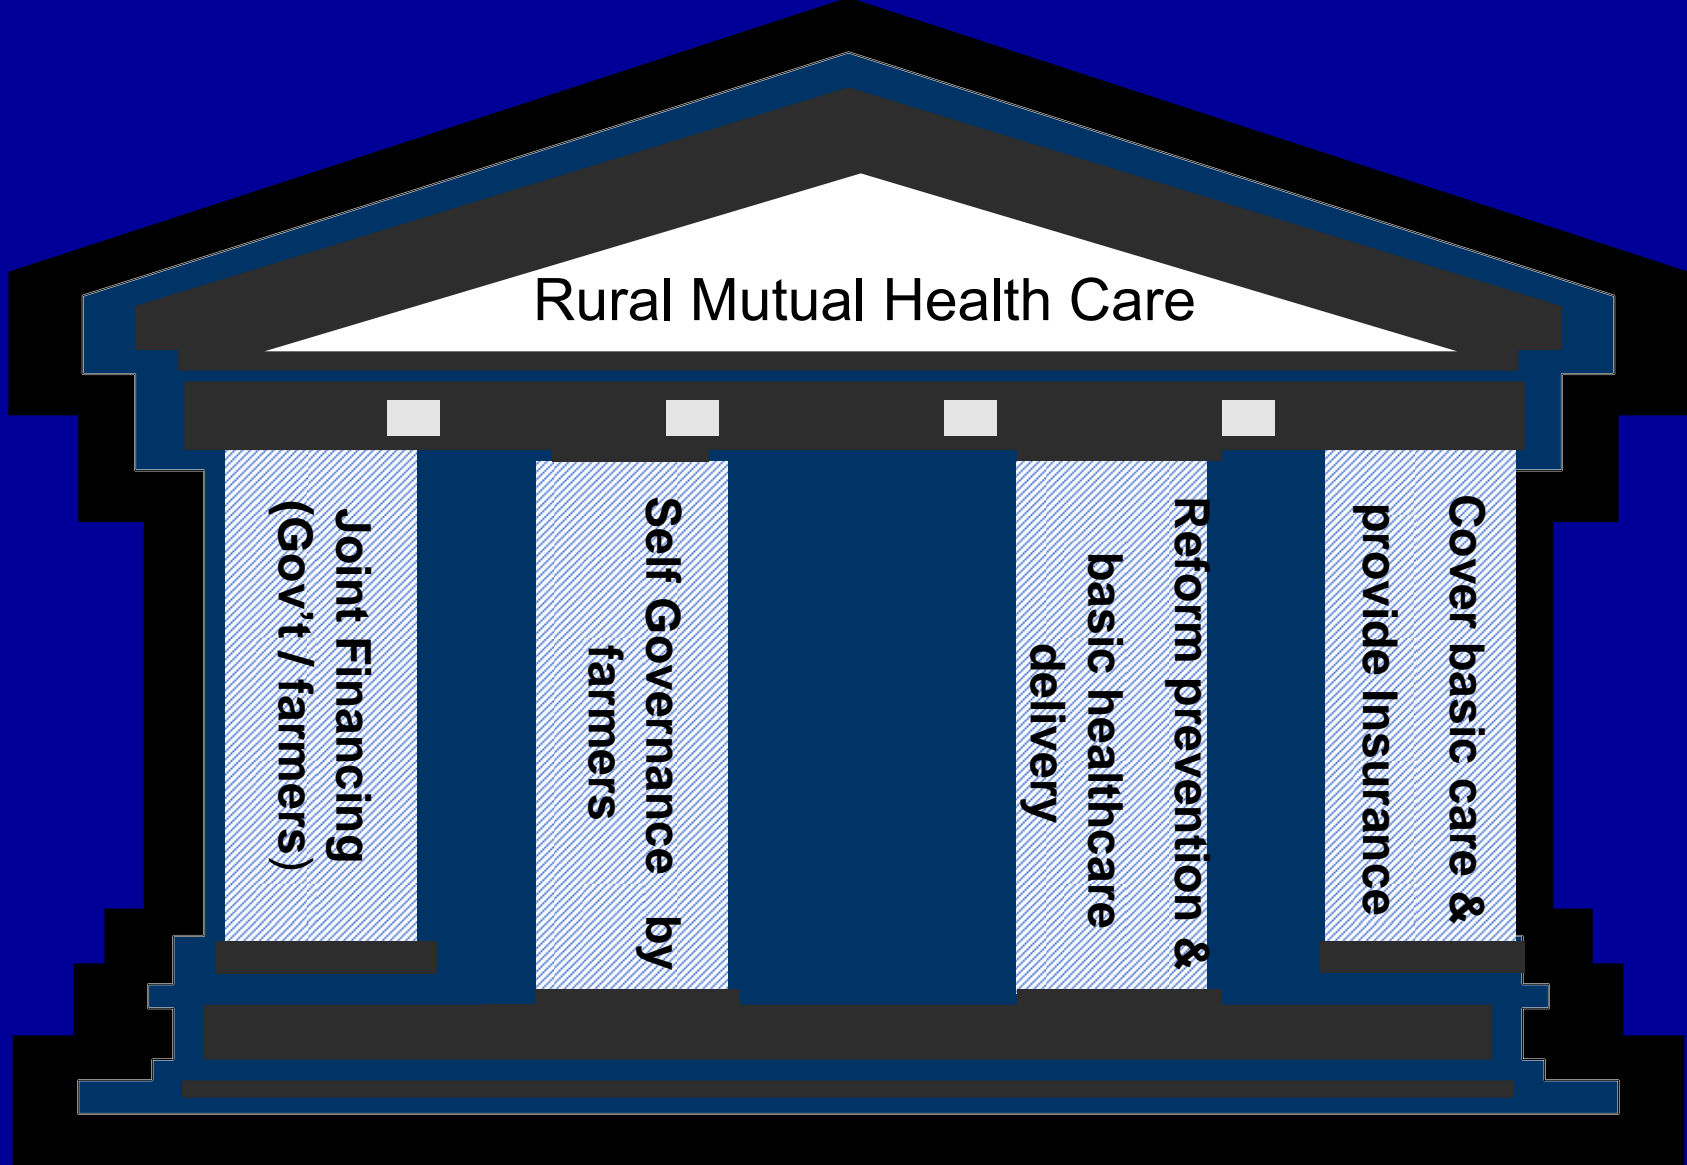 Rural Mutual Health Care
Joint Financing
(Gov’t / farmers)
Self Governance by
farmers
Reform prevention &
basic healthcare
delivery
Cover basic care &
provide Insurance